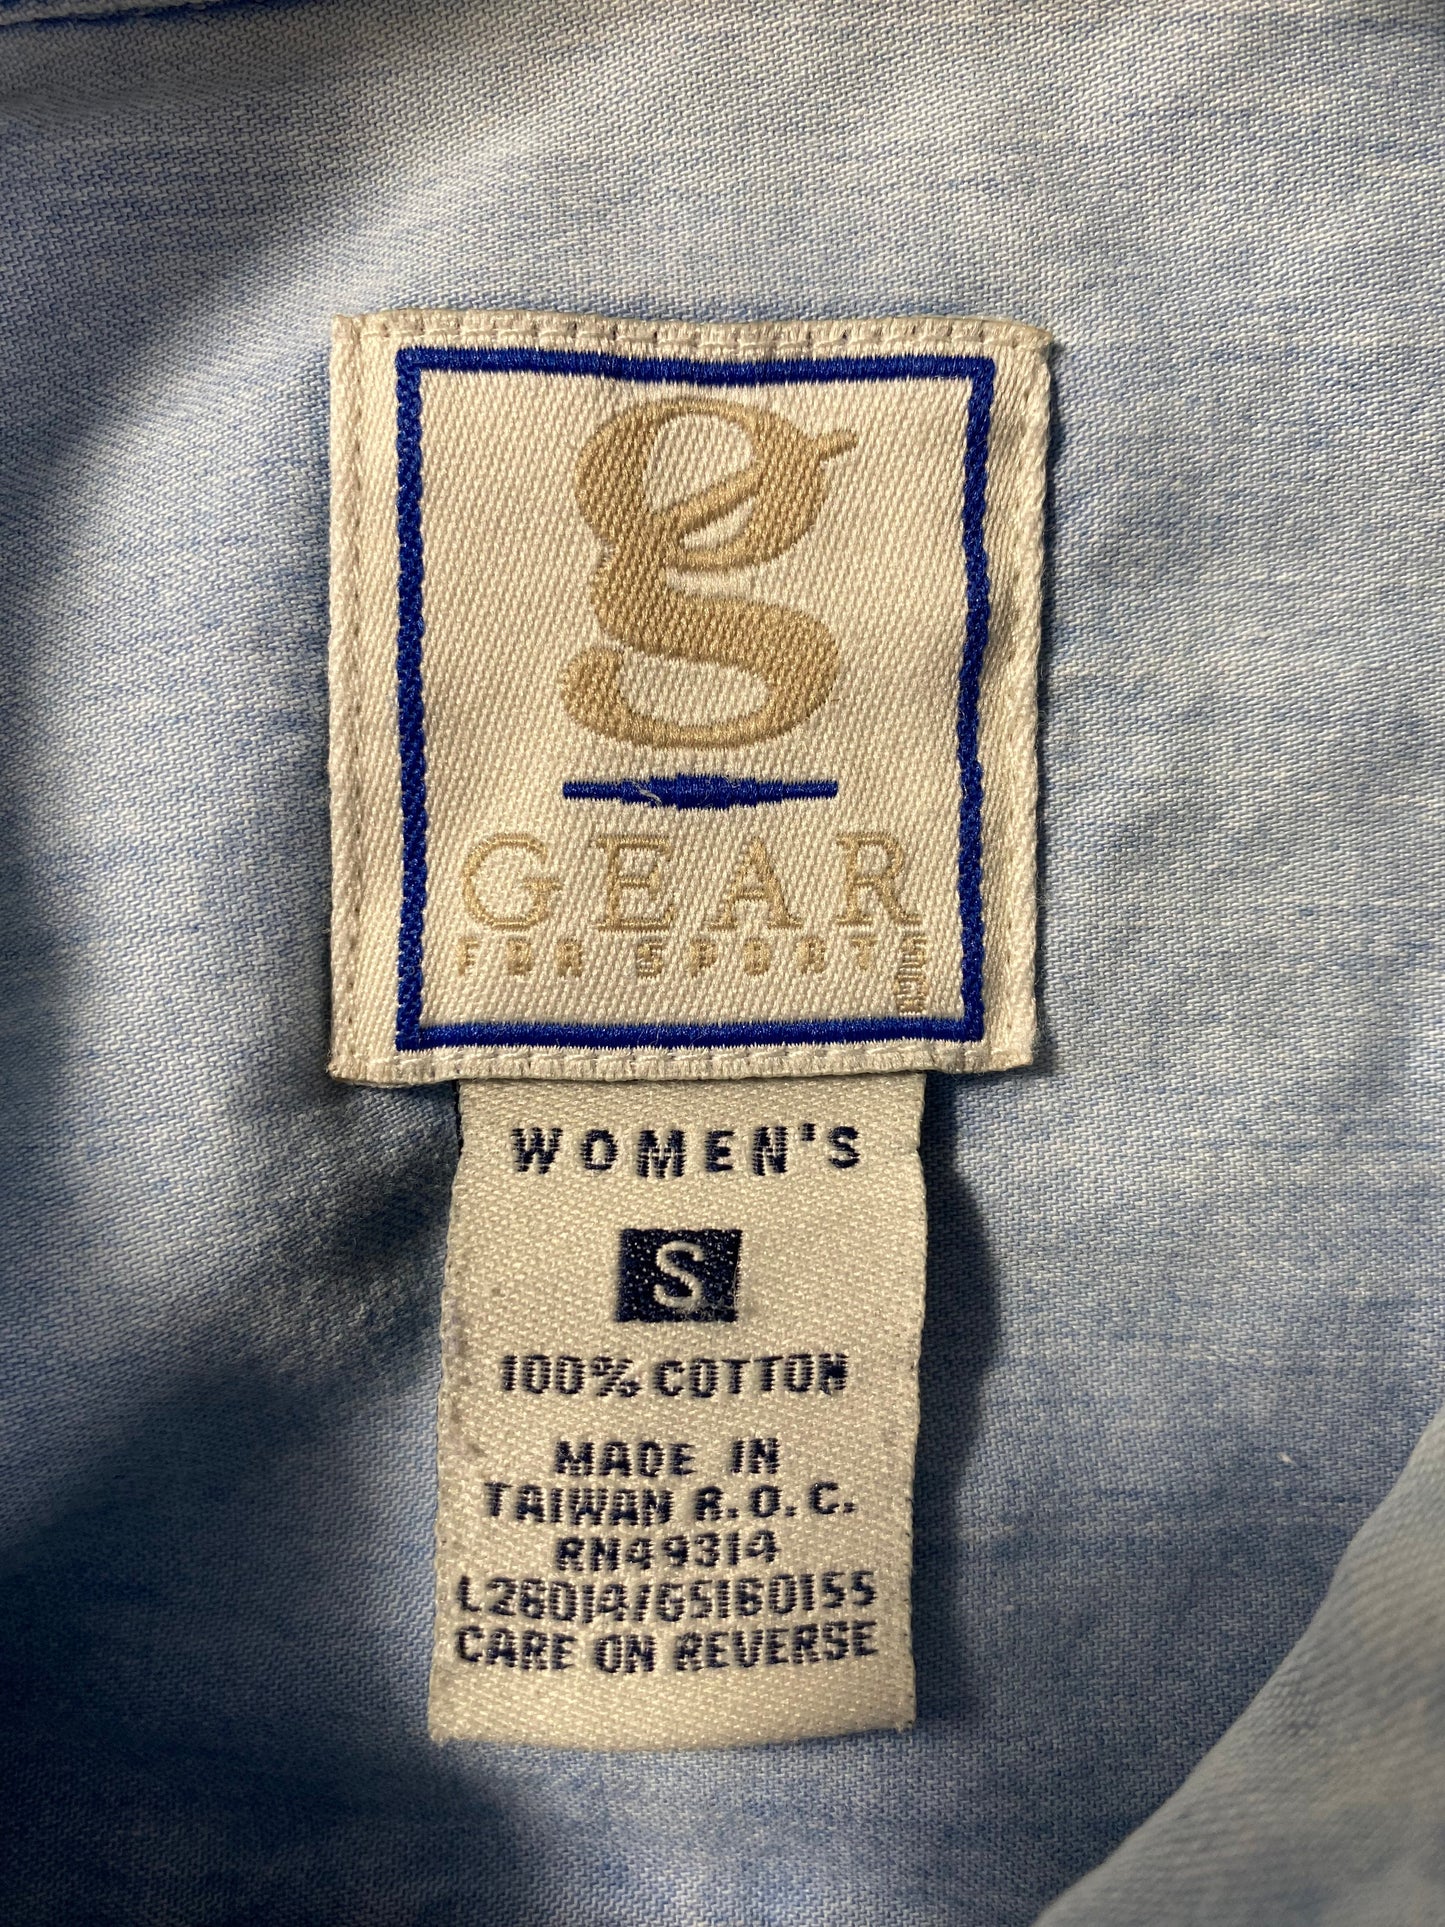 g
GEAR
FOR SPORTS
WOMEN'S
S
100% COTTON
MADE IN
TAIWAN R.O.C.
RN49314
L26014/G5160155
CARE ON REVERSE